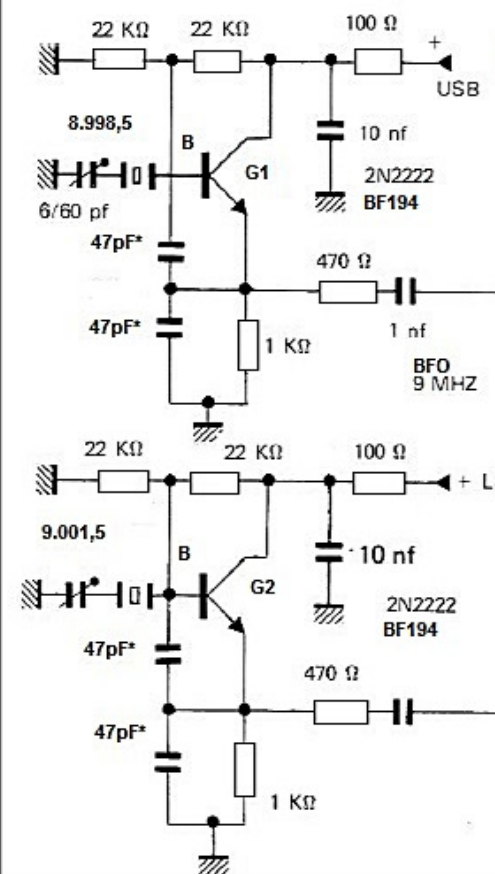 22 KΩ 22 KΩ 100 Ω
+
USB
8.998,5
B
10 nf
G1
2N2222
BF194
6/60 pf
47pF*
470 Ω
47pF*
1 KΩ
1 nf
BFO
9 MHZ
22 KΩ 22 KΩ 100 Ω
+ L
9.001,5
B
10 nf
G2
2N2222
BF194
47pF*
470 Ω
47pF*
1 KΩ